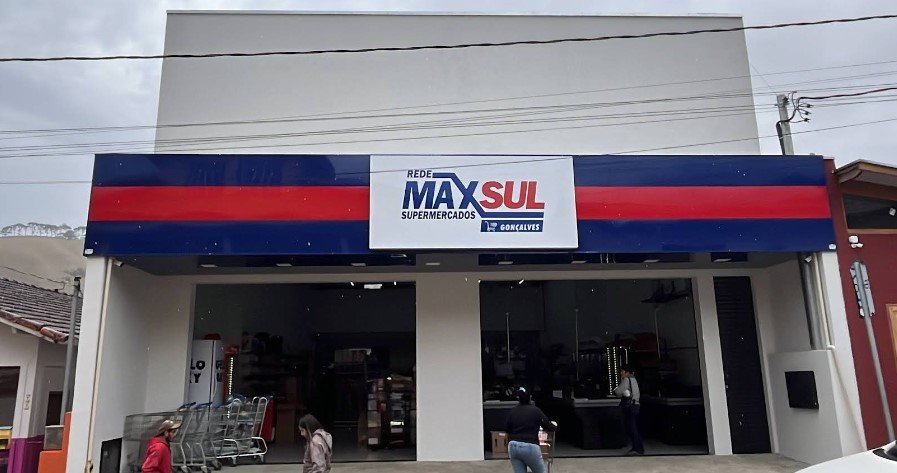 REDE
MAXSUL
SUPERMERCADOS
GONÇALVES